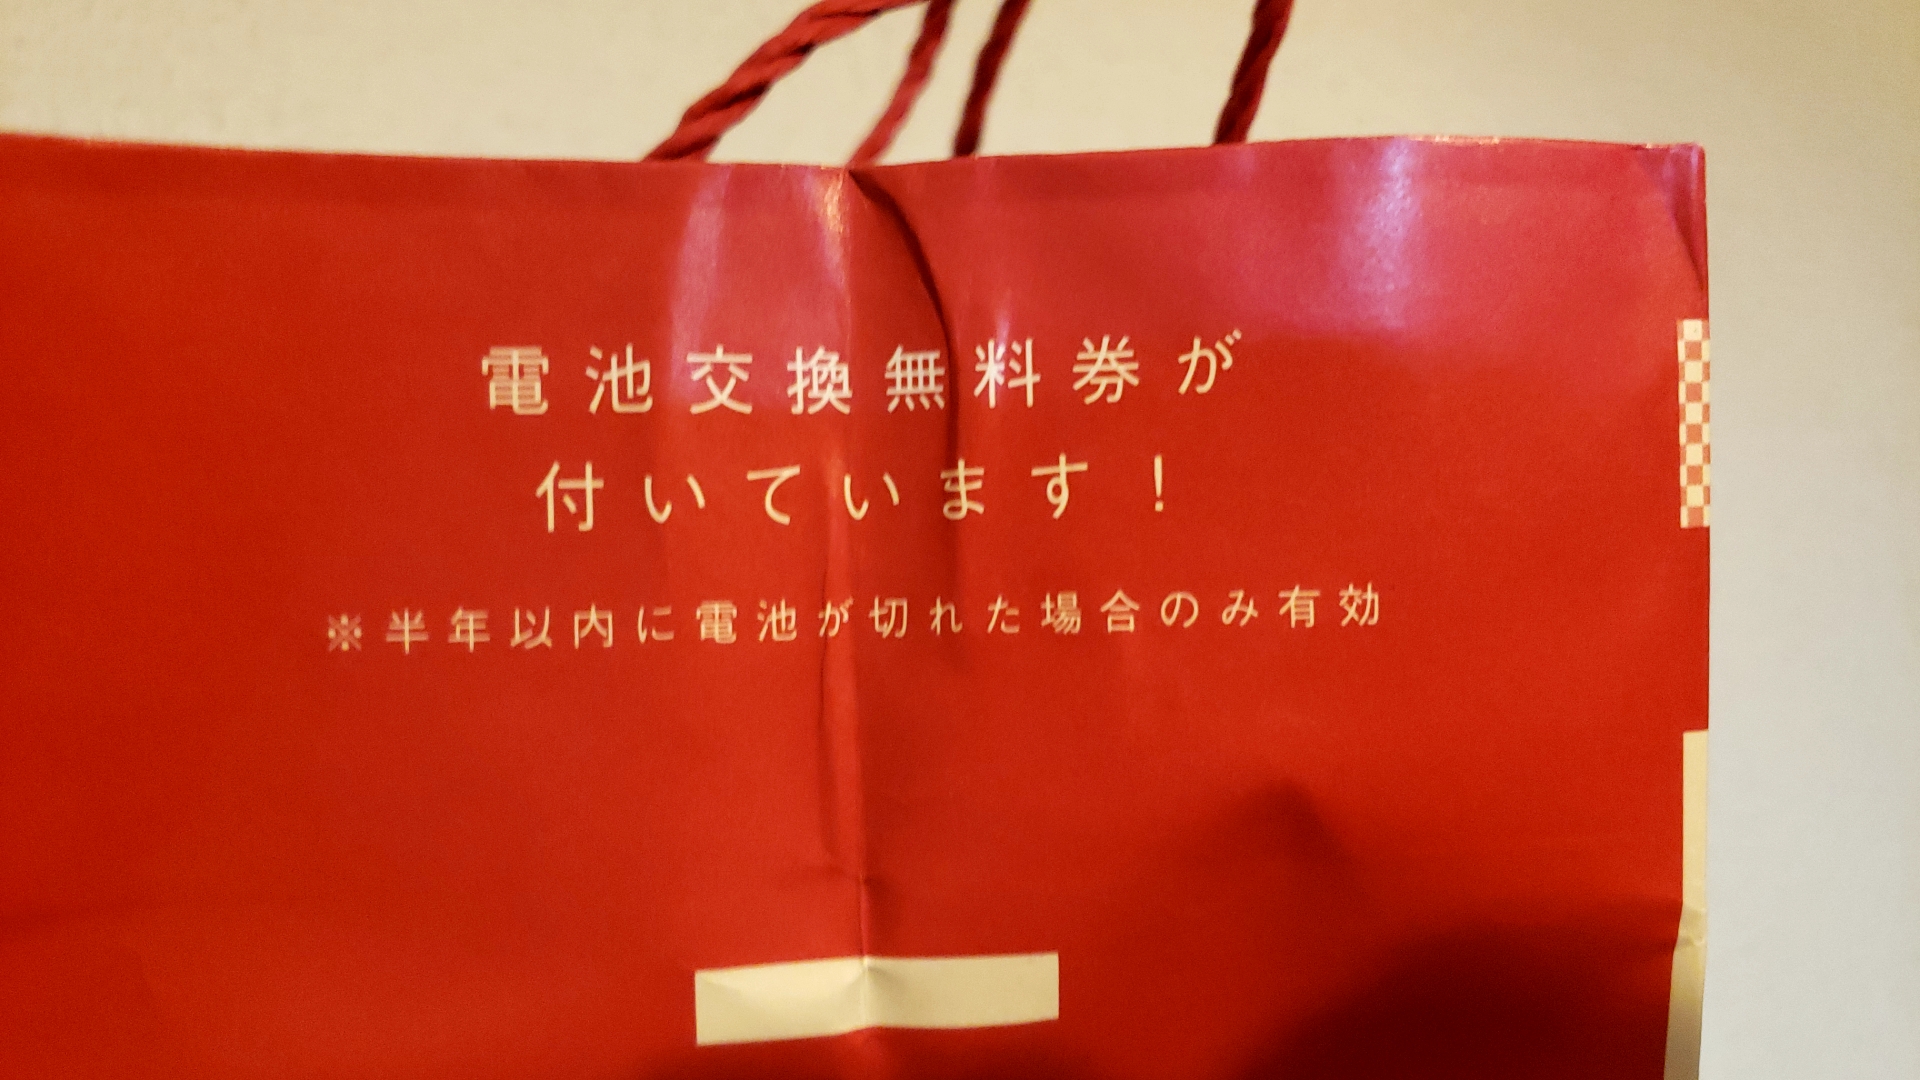 電池交換無料券が
付いています!
※半年以内に電池が切れた場合のみ有効